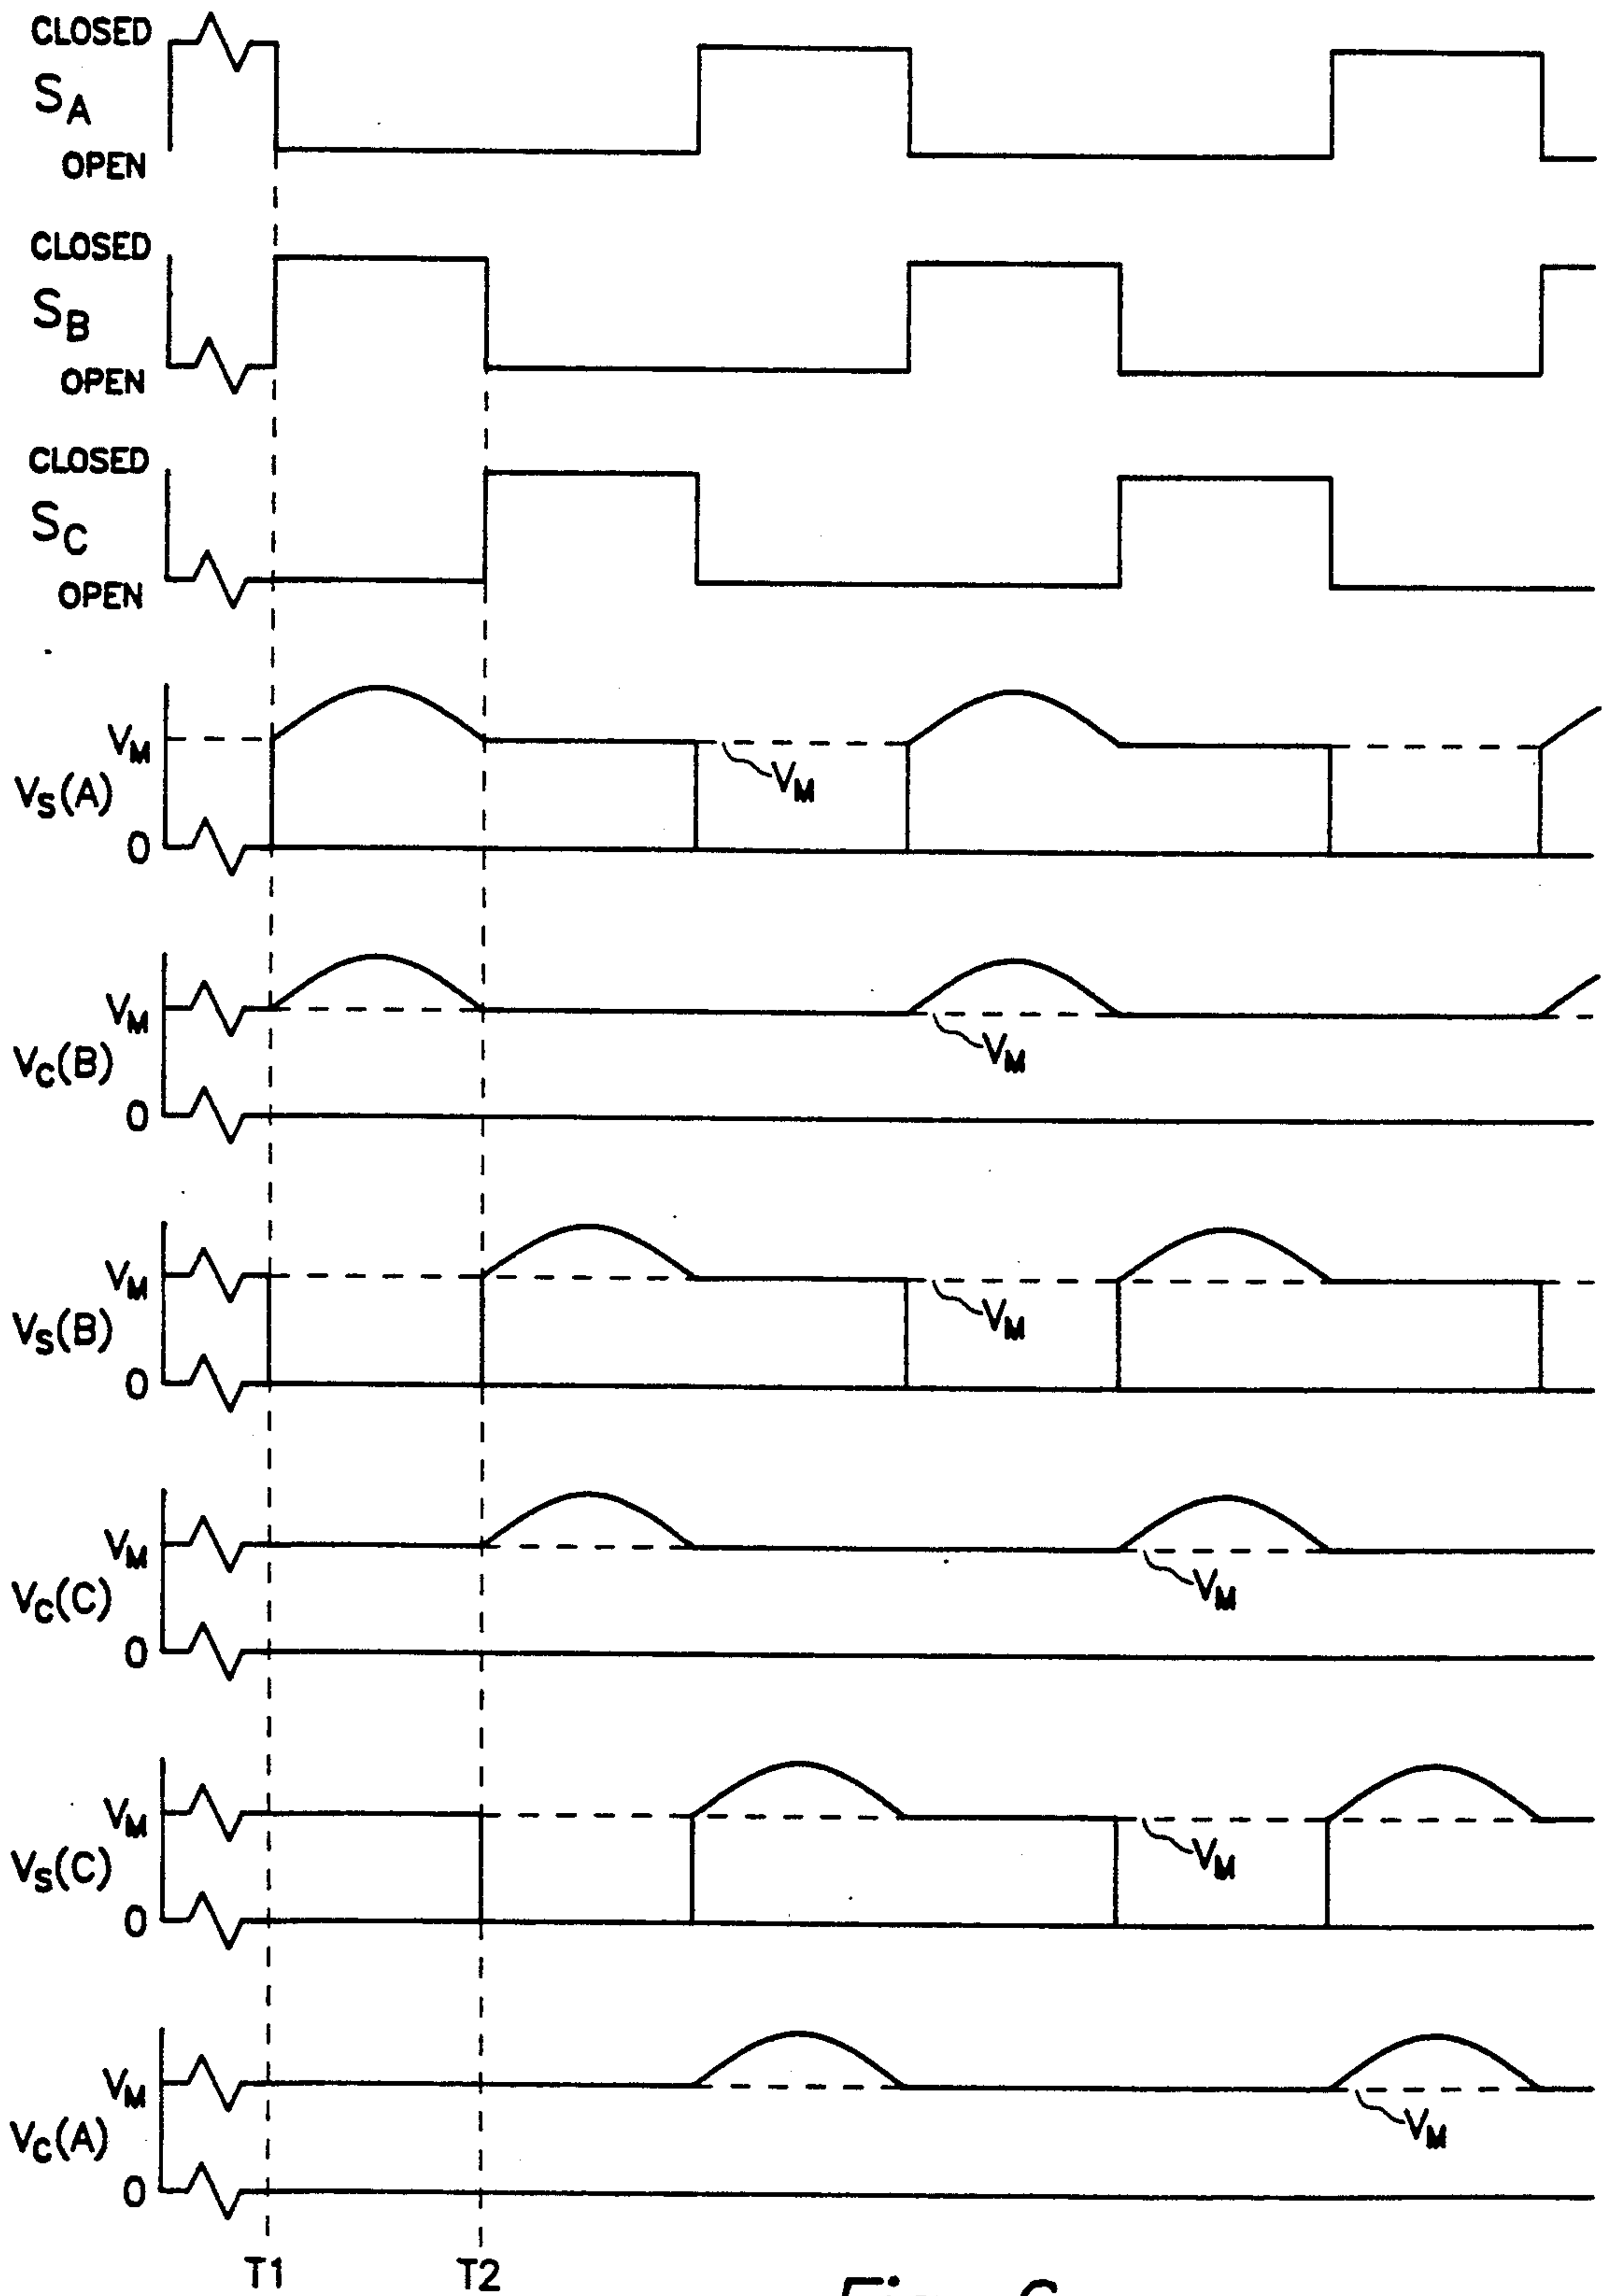 CLOSED
SA
OPEN
CLOSED
SB
OPEN
CLOSED
SC
OPEN
VM
VM
VS(A)
0
VM
VM
VC(B)
0
VM
VM
VS(B)
0
VM
VM
VC(C)
0
VM
VM
VS(C)
0
VM
VM
VC(A)
0
T1 T2